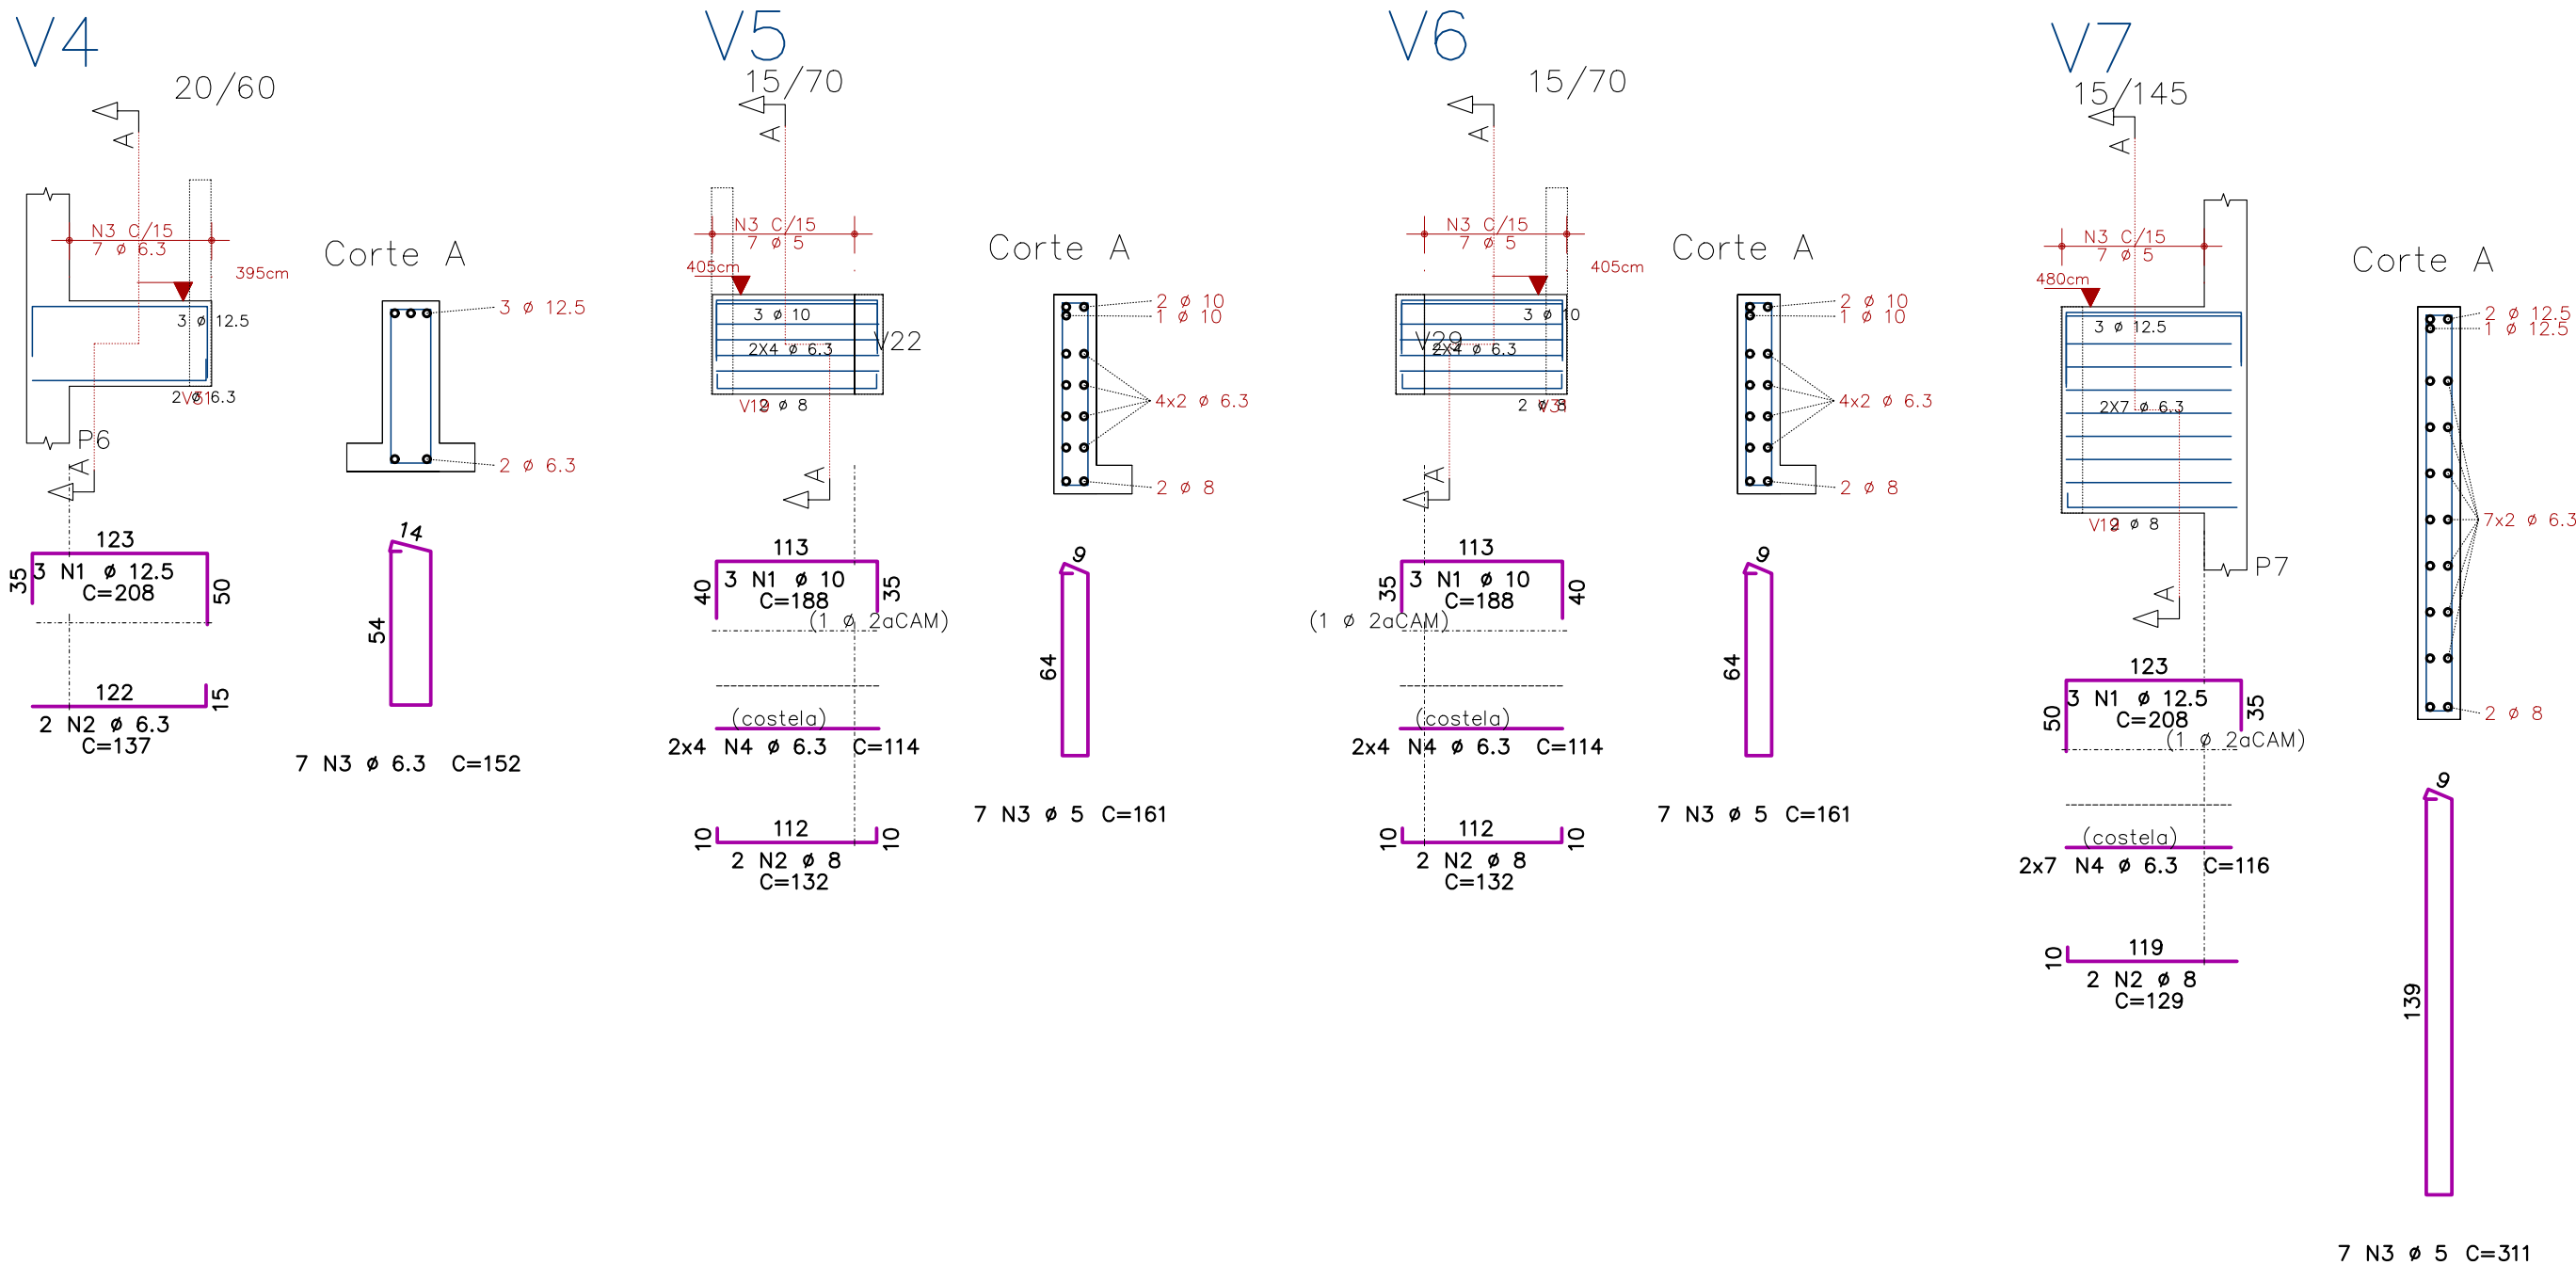 V4
20/60
A
N3 C/15
7 ø 6.3
395cm
3 ø 12.5
2 ø 6.3
V31
P6
A
Corte A
3 ø 12.5
2 ø 6.3
123
35
3 N1 ø 12.5
C=208
50
122
15
2 N2 ø 6.3
C=137
14
54
7 N3 ø 6.3 C=152
V5
15/70
A
N3 C/15
7 ø 5
405cm
3 ø 10
2X4 ø 6.3
V22
V19
2 ø 8
A
Corte A
2 ø 10
1 ø 10
4x2 ø 6.3
2 ø 8
113
40
3 N1 ø 10
C=188
35
(1 ø 2aCAM)
(costela)
2x4 N4 ø 6.3 C=114
10
112
10
2 N2 ø 8
C=132
9
64
7 N3 ø 5 C=161
V6
15/70
A
N3 C/15
7 ø 5
405cm
3 ø 10
V29
2X4 ø 6.3
2 ø 8
A
Corte A
2 ø 10
1 ø 10
4x2 ø 6.3
2 ø 8
113
35
3 N1 ø 10
C=188
40
(1 ø 2aCAM)
(costela)
2x4 N4 ø 6.3 C=114
10
112
10
2 N2 ø 8
C=132
9
64
7 N3 ø 5 C=161
V7
15/145
A
N3 C/15
7 ø 5
480cm
3 ø 12.5
2X7 ø 6.3
V19
2 ø 8
P7
A
Corte A
2 ø 12.5
1 ø 12.5
7x2 ø 6.3
2 ø 8
123
50
3 N1 ø 12.5
C=208
35
(1 ø 2aCAM)
(costela)
2x7 N4 ø 6.3 C=116
10
119
2 N2 ø 8
C=129
9
139
7 N3 ø 5 C=311